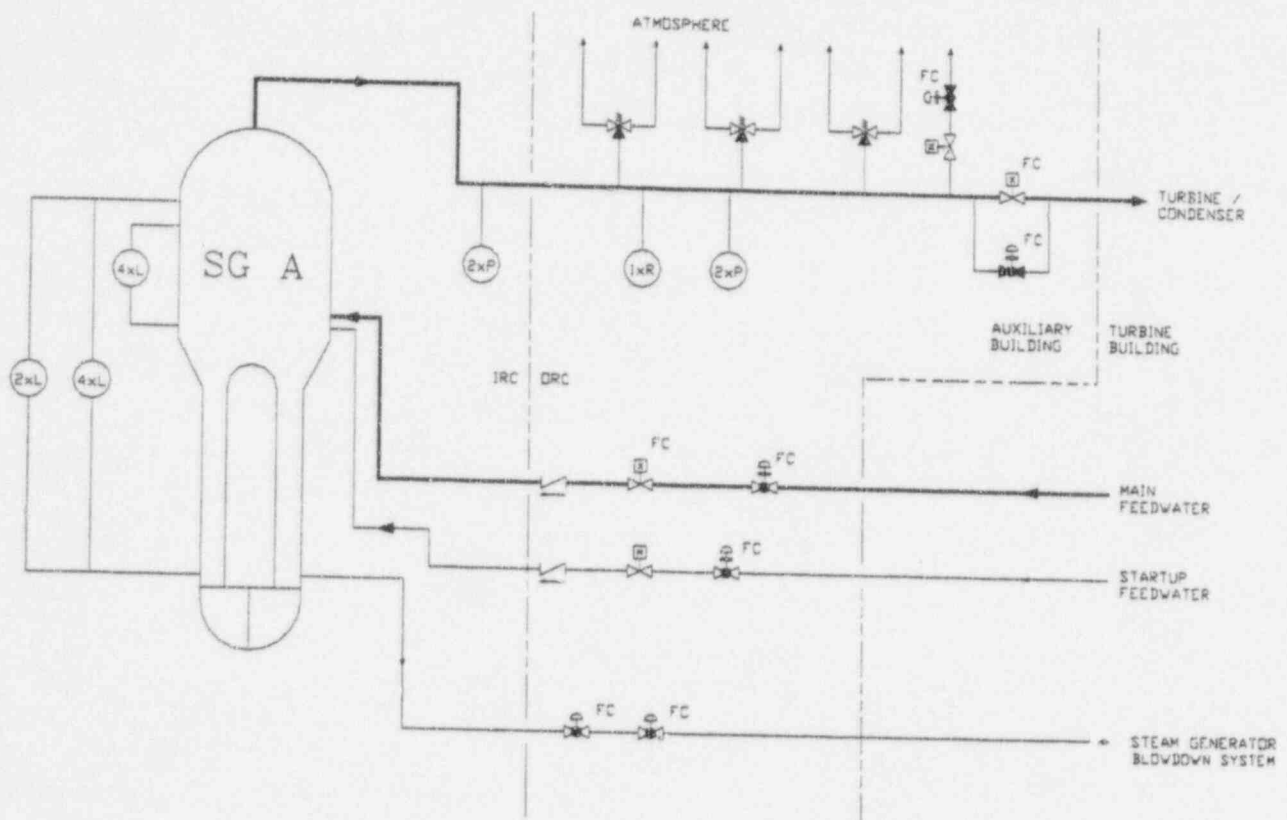 ATMOSPHERE
FC
FC
TURBINE /
CONDENSER
SG A
4xL
2xP
1xR
2xP
FC
AUXILIARY
BUILDING
TURBINE
BUILDING
2xL
4xL
IRC
ORC
FC
FC
MAIN
FEEDWATER
FC
STARTUP
FEEDWATER
FC
FC
STEAM GENERATOR
BLOWDOWN SYSTEM